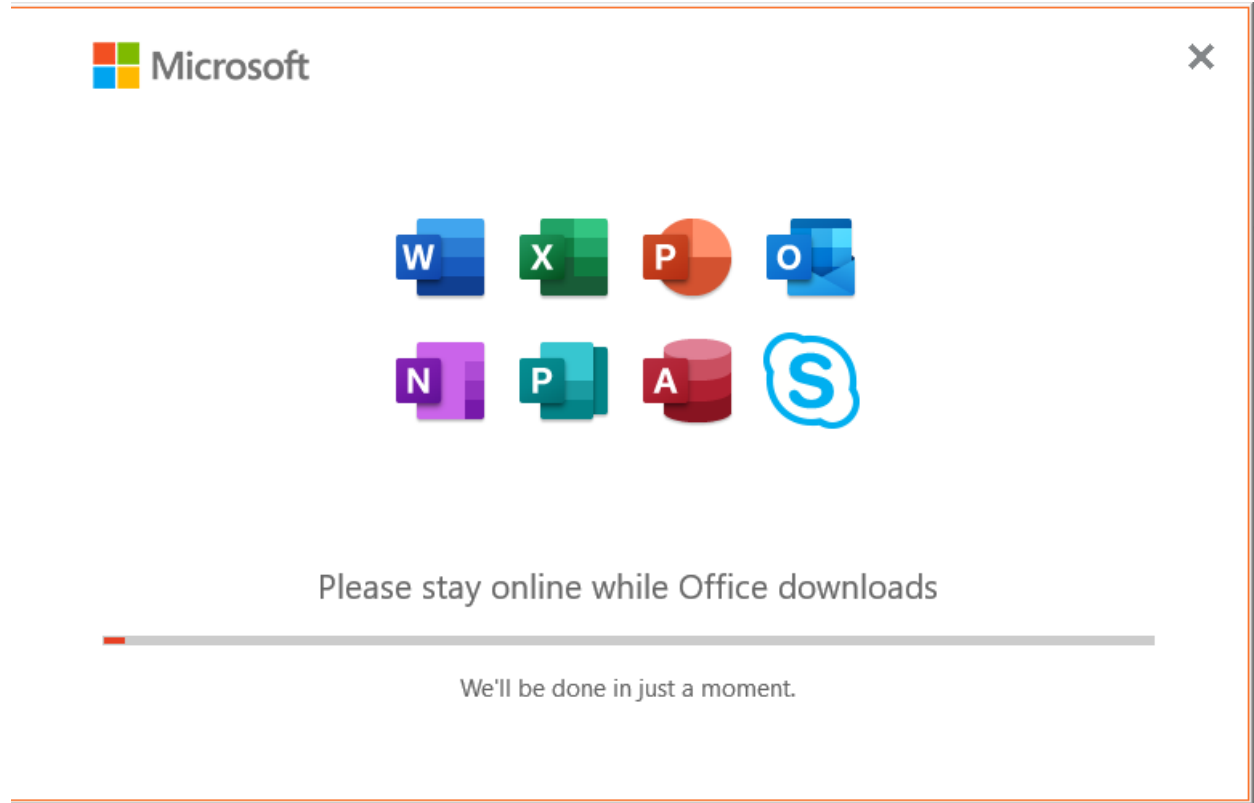 Microsoft
W X P O
N P A S
Please stay online while Office downloads
We'll be done in just a moment.